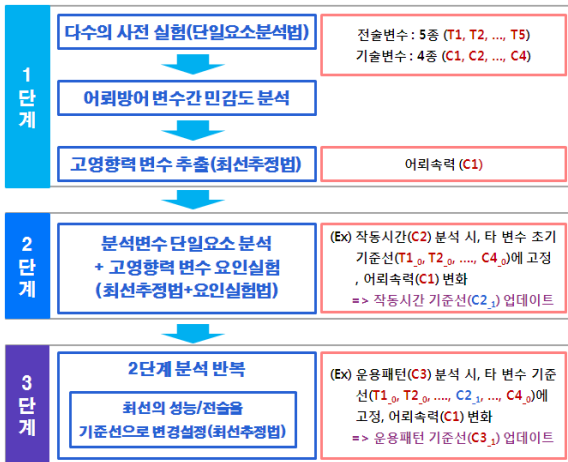 1
단
계
다수의 사전 실험(단일요소분석법)
어뢰방어 변수간 민감도 분석
고영향력 변수 추출(최선추정법)
전술변수 : 5종 (T1, T2, ..., T5)
기술변수 : 4종 (C1, C2, ..., C4)
어뢰속력 (C1)
2
단
계
분석변수 단일요소 분석
+ 고영향력 변수 요인실험
(최선추정법+요인실험법)
(Ex) 작동시간(C2) 분석 시, 타 변수 초기
기준선(T1_0, T2_0, ...., C4_0)에 고정
, 어뢰속력(C1) 변화
=> 작동시간 기준선(C2_1) 업데이트
3
단
계
2단계 분석 반복
최선의 성능/전술을
기준선으로 변경설정(최선추정법)
(Ex) 운용패턴(C3) 분석 시, 타 변수 기준
선(T1_0, T2_0, ...., C2_1, ..., C4_0)에
고정, 어뢰속력(C1) 변화
=> 운용패턴 기준선(C3_1) 업데이트